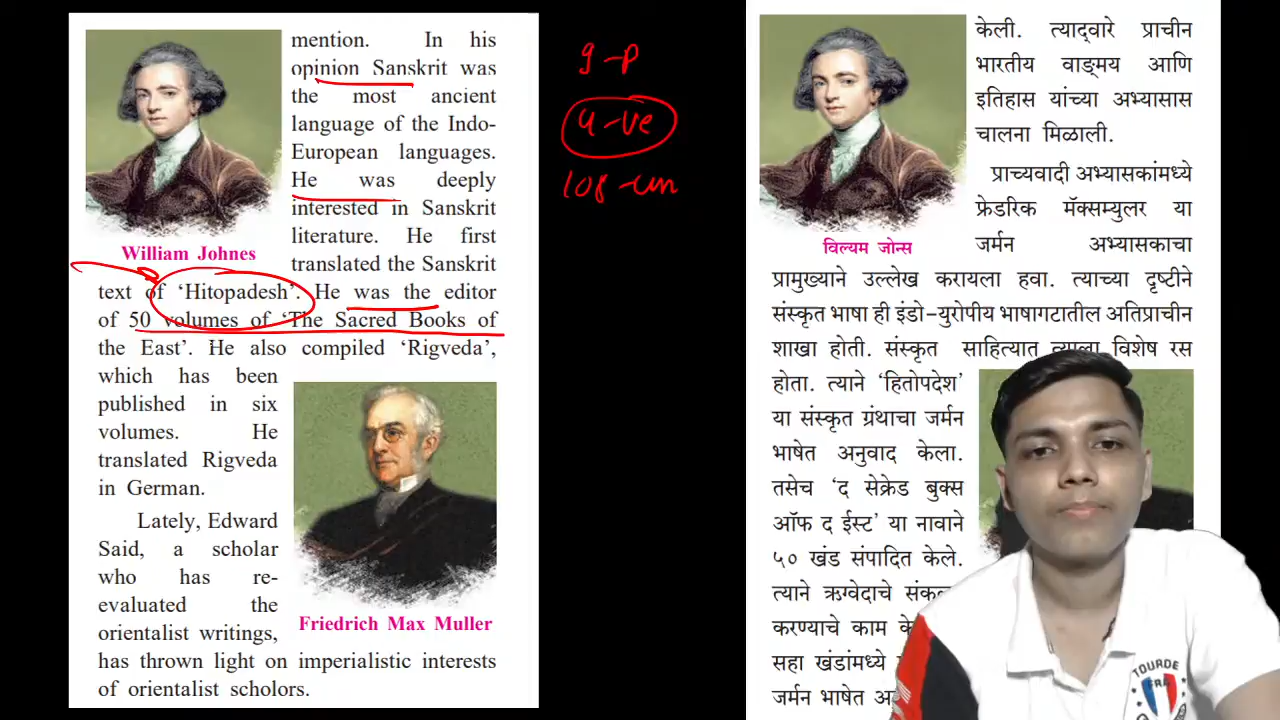 mention. In his
opinion Sanskrit was
the most ancient
language of the Indo-
European languages.
He was deeply
interested in Sanskrit
literature. He first
translated the Sanskrit
William Johnes
text of ‘Hitopadesh’. He was the editor
of 50 volumes of ‘The Sacred Books of
the East’. He also compiled ‘Rigveda’,
which has been
published in six
volumes. He
translated Rigveda
in German.
Lately, Edward
Said, a scholar
who has re-
evaluated the
orientalist writings,
Friedrich Max Muller
has thrown light on imperialistic interests
of orientalist scholors.
9-P
4-ve
108-un
केली. त्याद्वारे प्राचीन
भारतीय वाङ्मय आणि
इतिहास यांच्या अभ्यासास
चालना मिळाली.
प्राच्यवादी अभ्यासकांमध्ये
फ्रेडरिक मॅक्सम्युलर या
विल्यम जोन्स
जर्मन अभ्यासकाचा
प्रामुख्याने उल्लेख करायला हवा. त्याच्या दृष्टीने
संस्कृत भाषा ही इंडो-युरोपीय भाषागटातील अतिप्राचीन
शाखा होती. संस्कृत साहित्यात त्याला विशेष रस
होता. त्याने ‘हितोपदेश’
या संस्कृत ग्रंथाचा जर्मन
भाषेत अनुवाद केला.
तसेच ‘द सेक्रेड बुक्स
ऑफ द ईस्ट’ या नावाने
५० खंड संपादित केले.
त्याने ऋग्वेदाचे
करण्याचे काम
सहा खंडांमध्ये
जर्मन भाषेत
TOURDE